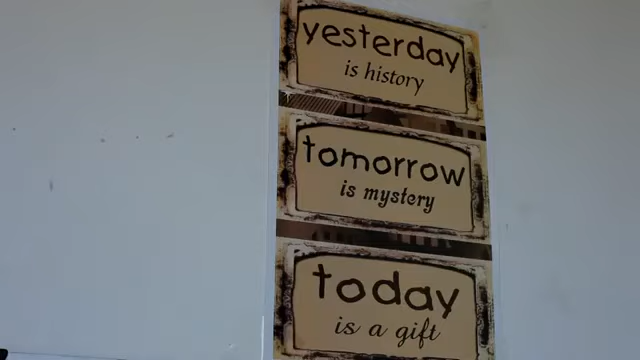 yesterday
is history
tomorrow
is mystery
today
is a gift